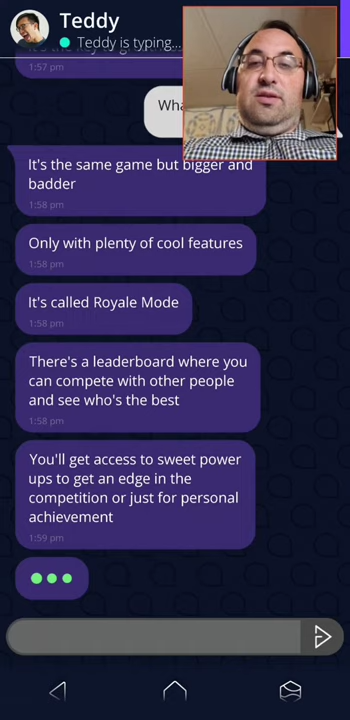 Teddy
Teddy is typing...
1:57 pm
It's the same game but bigger and
badder
1:58 pm
Only with plenty of cool features
1:58 pm
It's called Royale Mode
1:58 pm
There's a leaderboard where you
can compete with other people
and see who's the best
1:58 pm
You'll get access to sweet power
ups to get an edge in the
competition or just for personal
achievement
1:59 pm